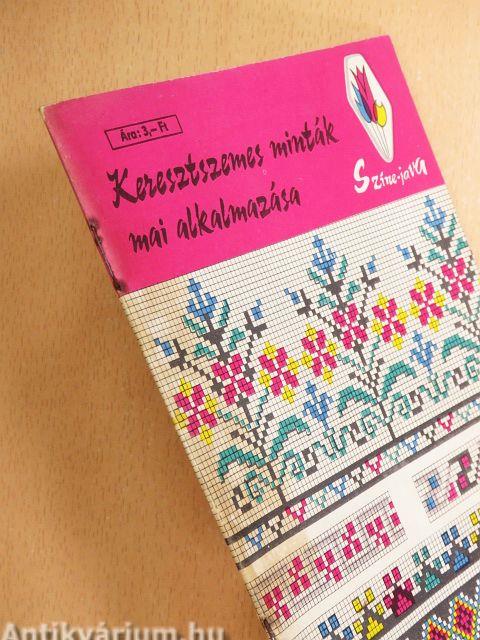 Ára: 3,- Ft
Keresztszemes minták
mai alkalmazása
Színe-java
Antikvárium.hu